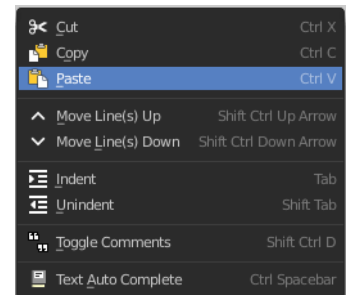 Cut Ctrl X
Copy Ctrl C
Paste Ctrl V
Move Line(s) Up Shift Ctrl Up Arrow
Move Line(s) Down Shift Ctrl Down Arrow
Indent Tab
Unindent Shift Tab
Toggle Comments Shift Ctrl D
Text Auto Complete Ctrl Spacebar